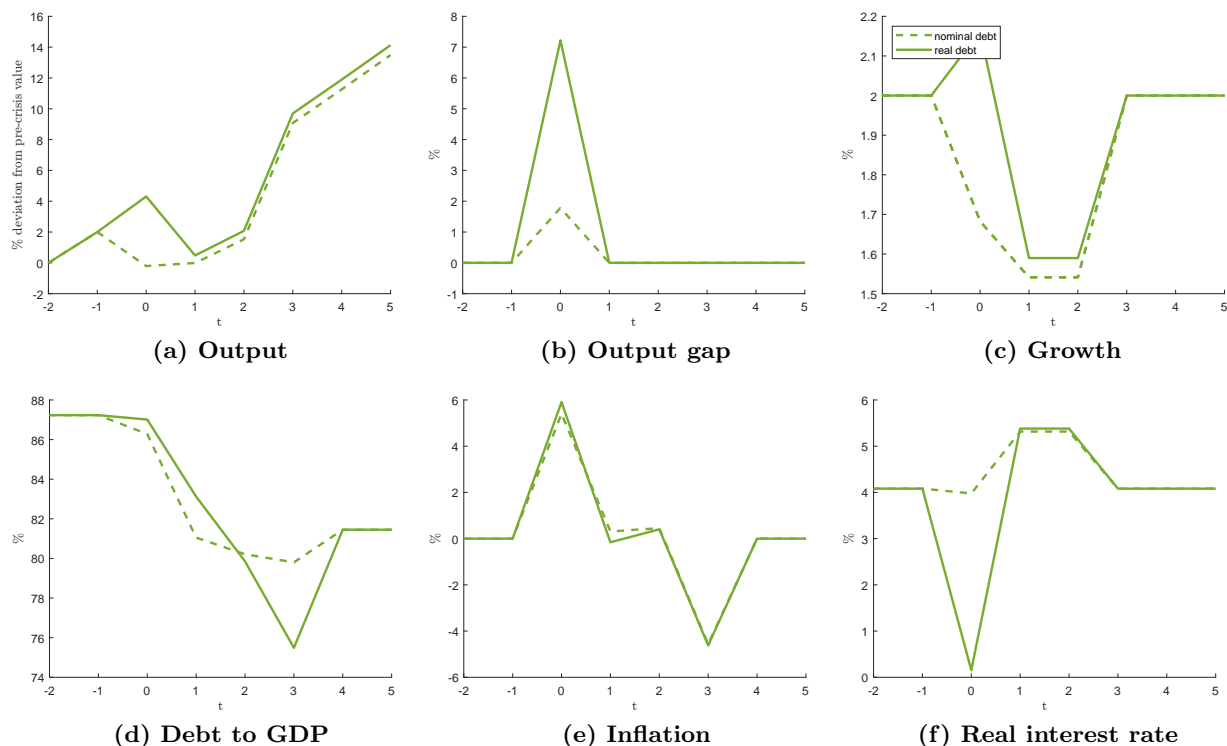 % deviation from pre-crisis value
16
14
12
10
8
6
4
2
0
-2
-2 -1 0 1 2 3 4 5
t
(a) Output
%
8
7
6
5
4
3
2
1
0
-1
-2 -1 0 1 2 3 4 5
t
(b) Output gap
%
2.2
2.1
2
1.9
1.8
1.7
1.6
1.5
nominal debt
real debt
-2 -1 0 1 2 3 4 5
t
(c) Growth
%
88
86
84
82
80
78
76
74
-2 -1 0 1 2 3 4 5
t
(d) Debt to GDP
%
6
4
2
0
-2
-4
-6
-2 -1 0 1 2 3 4 5
t
(e) Inflation
%
6
5
4
3
2
1
0
-2 -1 0 1 2 3 4 5
t
(f) Real interest rate